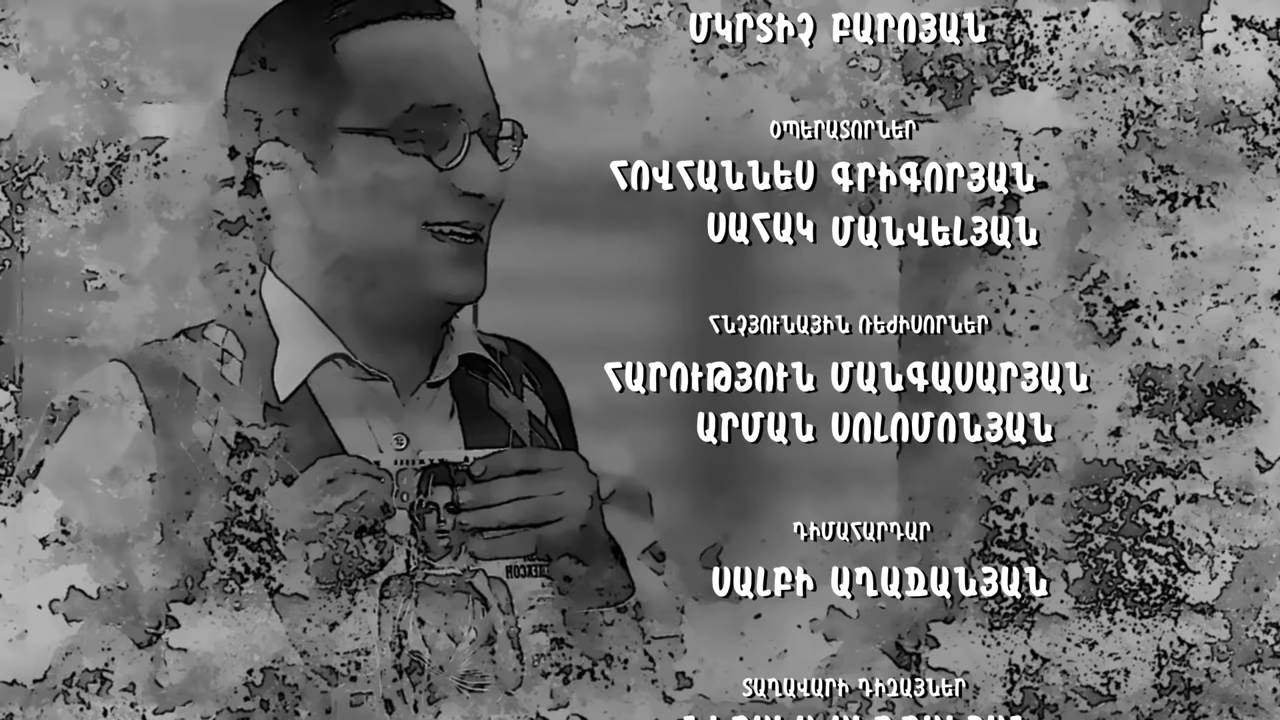 ՄԿՐՏԻՉ ԲԱՐՈՅԱՆ
ՕՊԵՐԱՏՈՐՆԵՐ
ՀՈՎՀԱՆՆԵՍ ԳՐԻԳՈՐՅԱՆ
ՍԱՀԱԿ ՄԱՆՎԵԼՅԱՆ
ՀՆՉՅՈՒՆԱՅԻՆ ՌԵԺԻՍՈՐՆԵՐ
ՀԱՐՈՒԹՅՈՒՆ ՄԱՆԳԱՍԱՐՅԱՆ
ԱՐՄԱՆ ՍՈԼՈՄՈՆՅԱՆ
ԴԻՄԱՀԱՐԴԱՐ
ՍԱԼԲԻ ԱՂԱՋԱՆՅԱՆ
ՏԱՂԱՎԱՐԻ ԴԻԶԱՅՆԵՐ